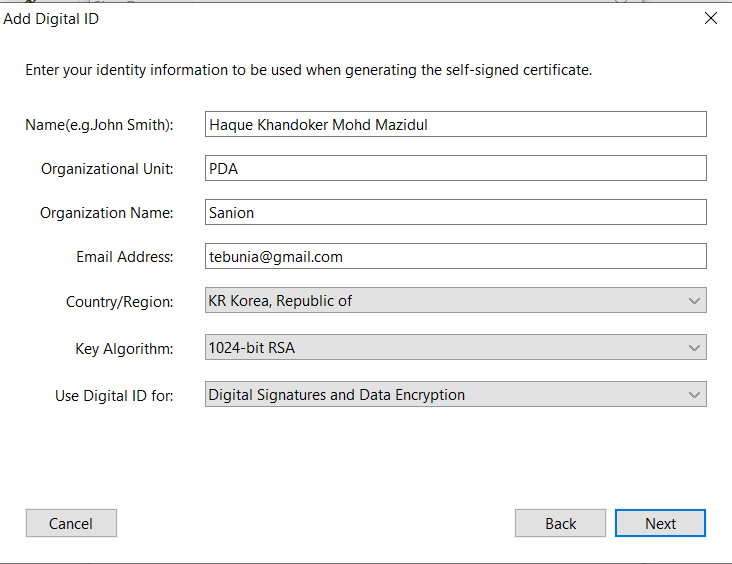 Add Digital ID
Enter your identity information to be used when generating the self-signed certificate.
Name(e.g.John Smith): Haque Khandoker Mohd Mazidul
Organizational Unit: PDA
Organization Name: Sanion
Email Address: tebunia@gmail.com
Country/Region: KR Korea, Republic of
Key Algorithm: 1024-bit RSA
Use Digital ID for: Digital Signatures and Data Encryption
Cancel Back Next